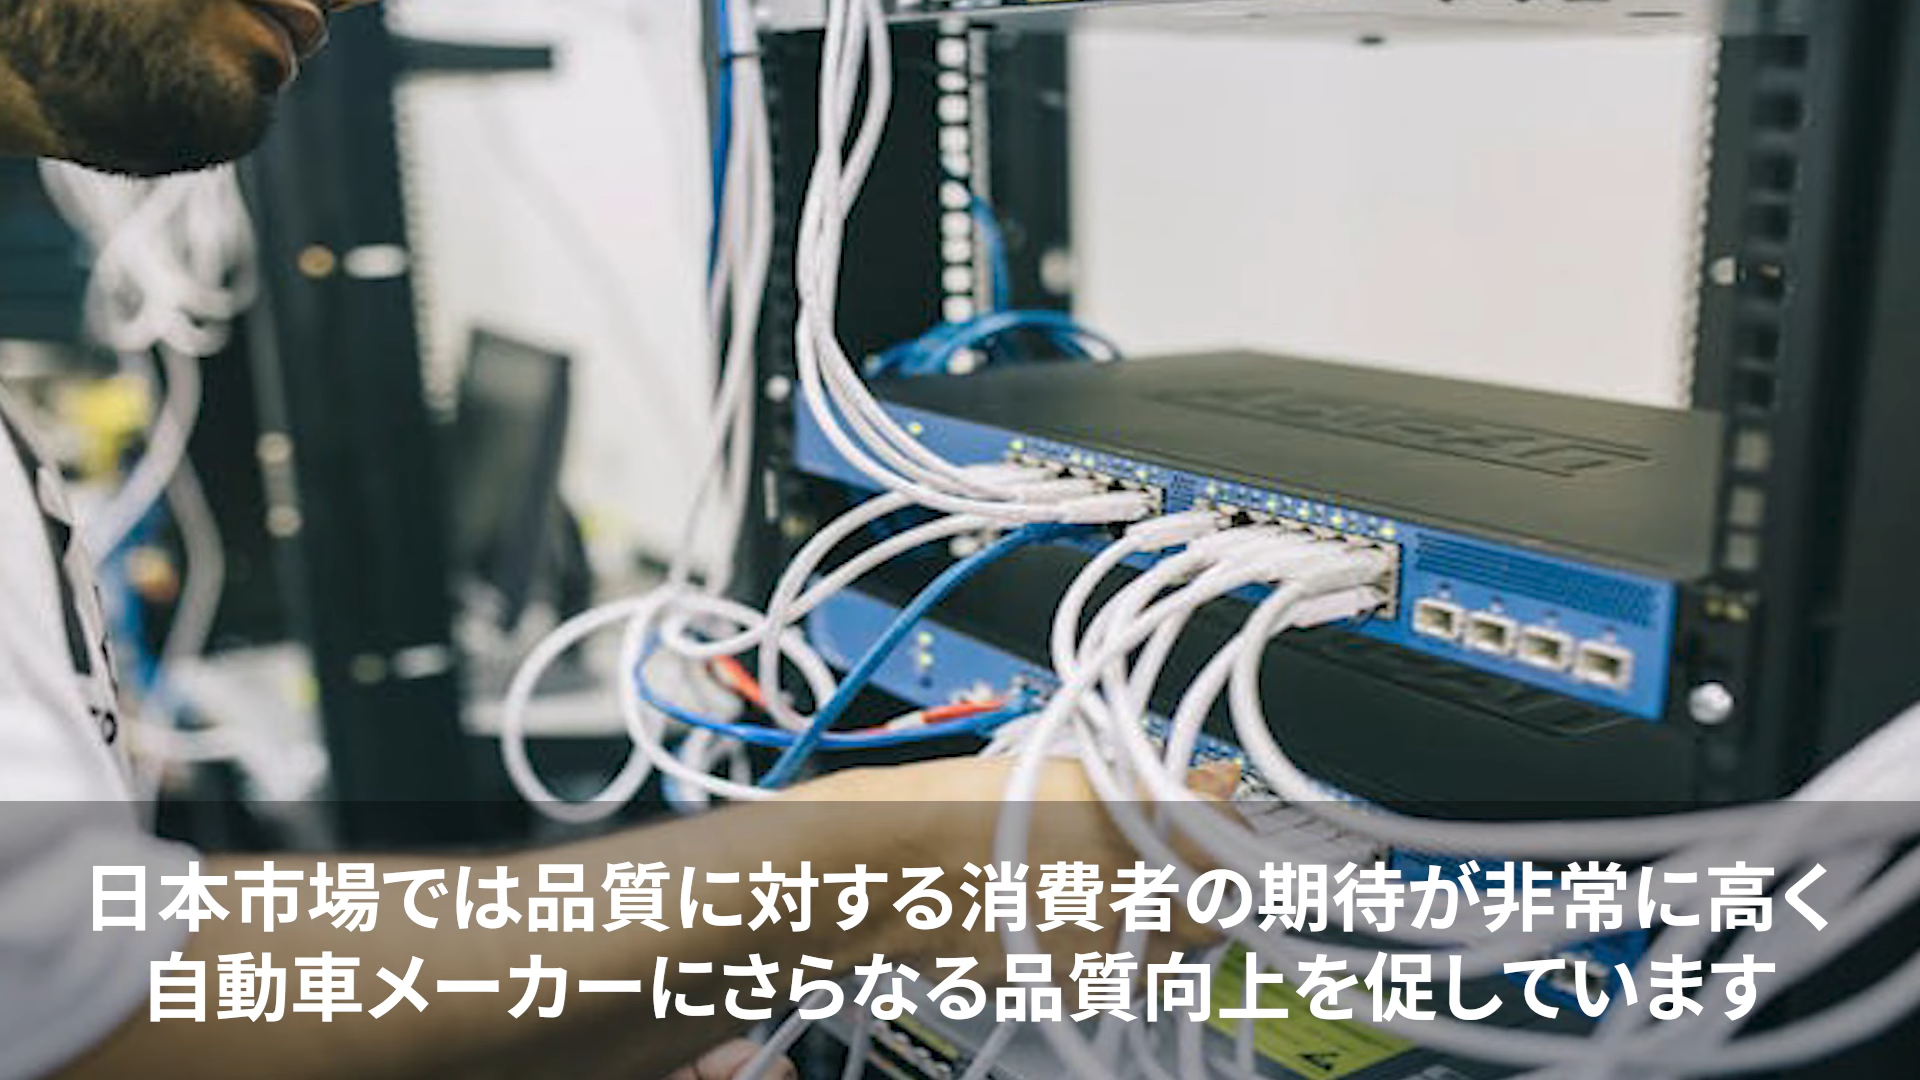 日本市場では品質に対する消費者の期待が非常に高く
自動車メーカーにさらなる品質向上を促しています